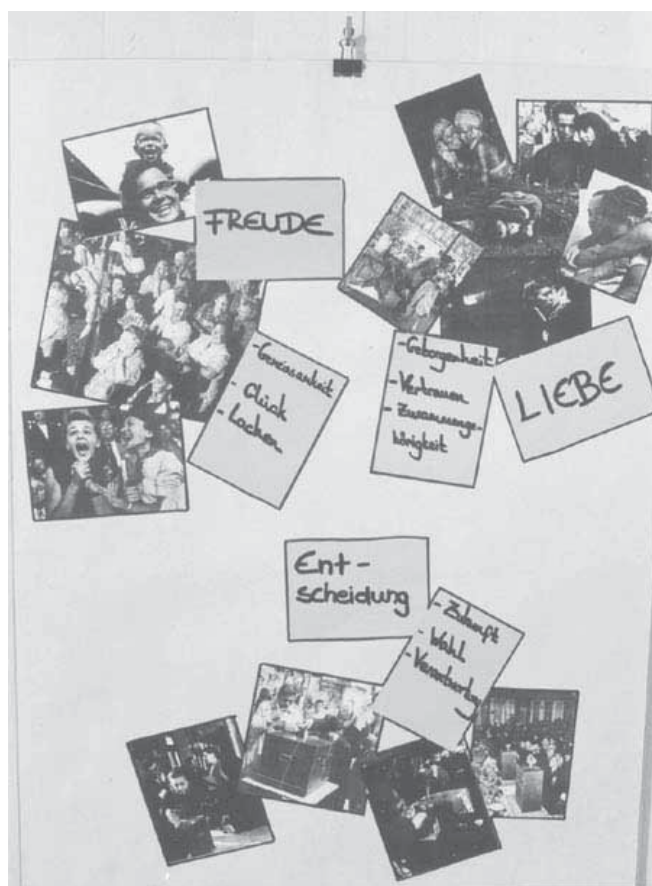 FREUDE
- Gemeinsamkeit
- Glück
- Lachen
- Geborgenheit
- Vertrauen
- Zusammenge-
hörigkeit
LIEBE
Ent-
scheidung
- Zukunft
- Wahl